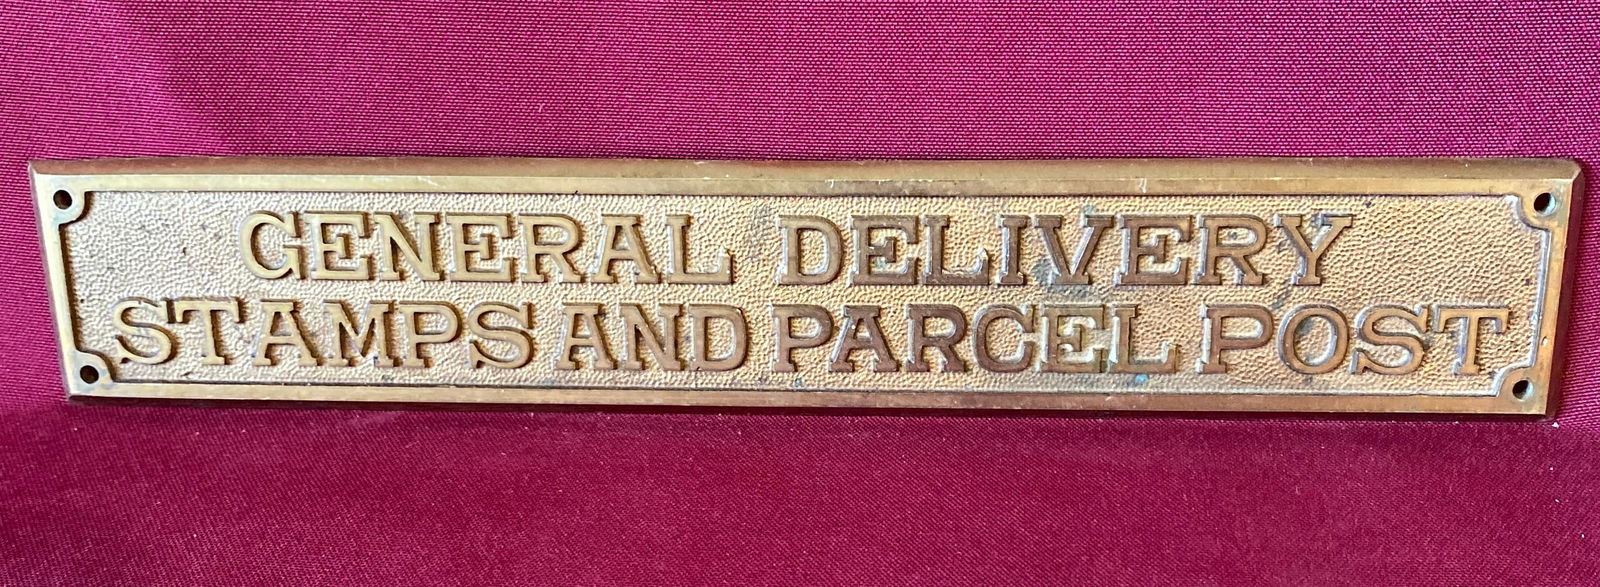 GENERAL DELIVERY
STAMPS AND PARCEL POST